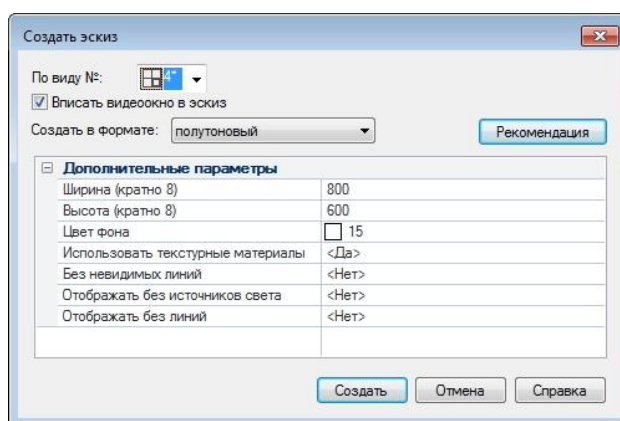 Создать эскиз
По виду №: 4*
Вписать видеоокно в эскиз
Создать в формате: полутоновый Рекомендация
Дополнительные параметры
Ширина (кратно 8) 800
Высота (кратно 8) 600
Цвет фона 15
Использовать текстурные материалы <Да>
Без невидимых линий <Нет>
Отображать без источников света <Нет>
Отображать без линий <Нет>
Создать Отмена Справка